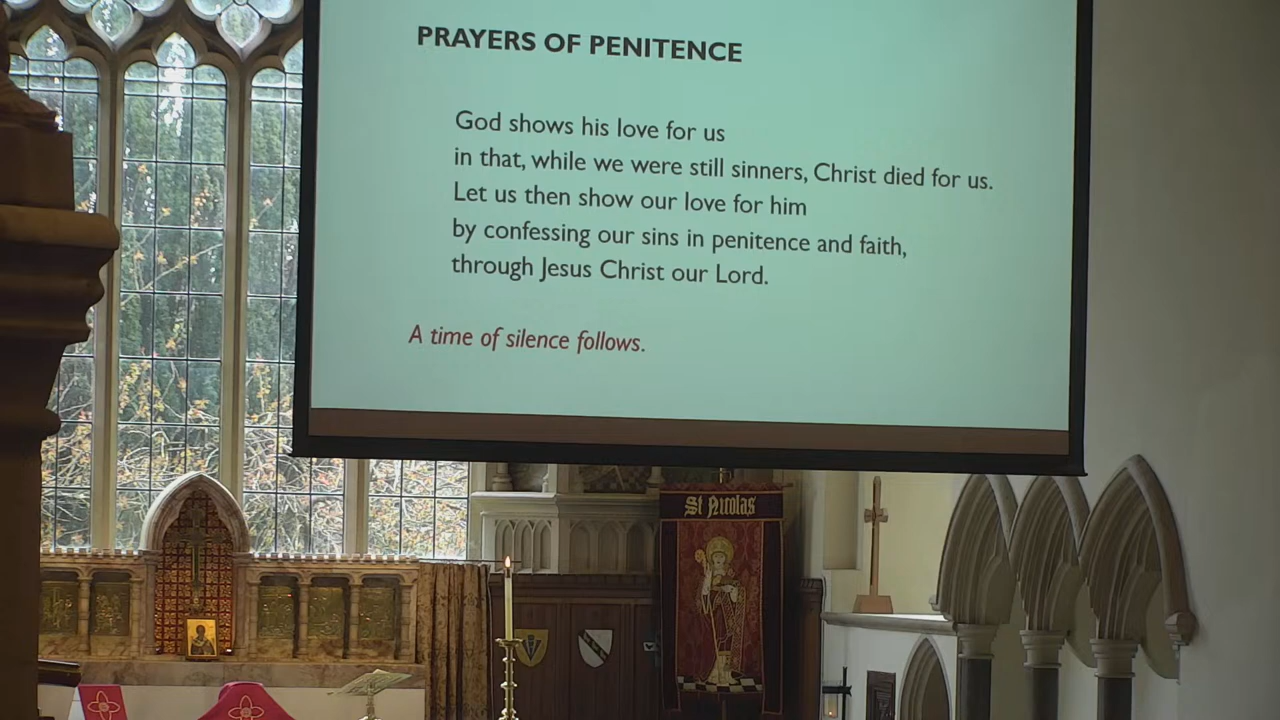 PRAYERS OF PENITENCE
God shows his love for us
in that, while we were still sinners, Christ died for us.
Let us then show our love for him
by confessing our sins in penitence and faith,
through Jesus Christ our Lord.
A time of silence follows.
St Nicolas